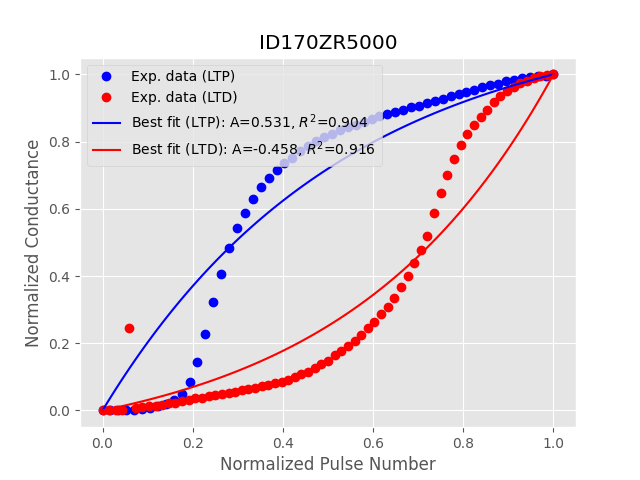 ID170ZR5000
Exp. data (LTP)
Exp. data (LTD)
Best fit (LTP): A=0.531, R²=0.904
Best fit (LTD): A=-0.458, R²=0.916
Normalized Conductance
1.0
0.8
0.6
0.4
0.2
0.0
0.0 0.2 0.4 0.6 0.8 1.0
Normalized Pulse Number